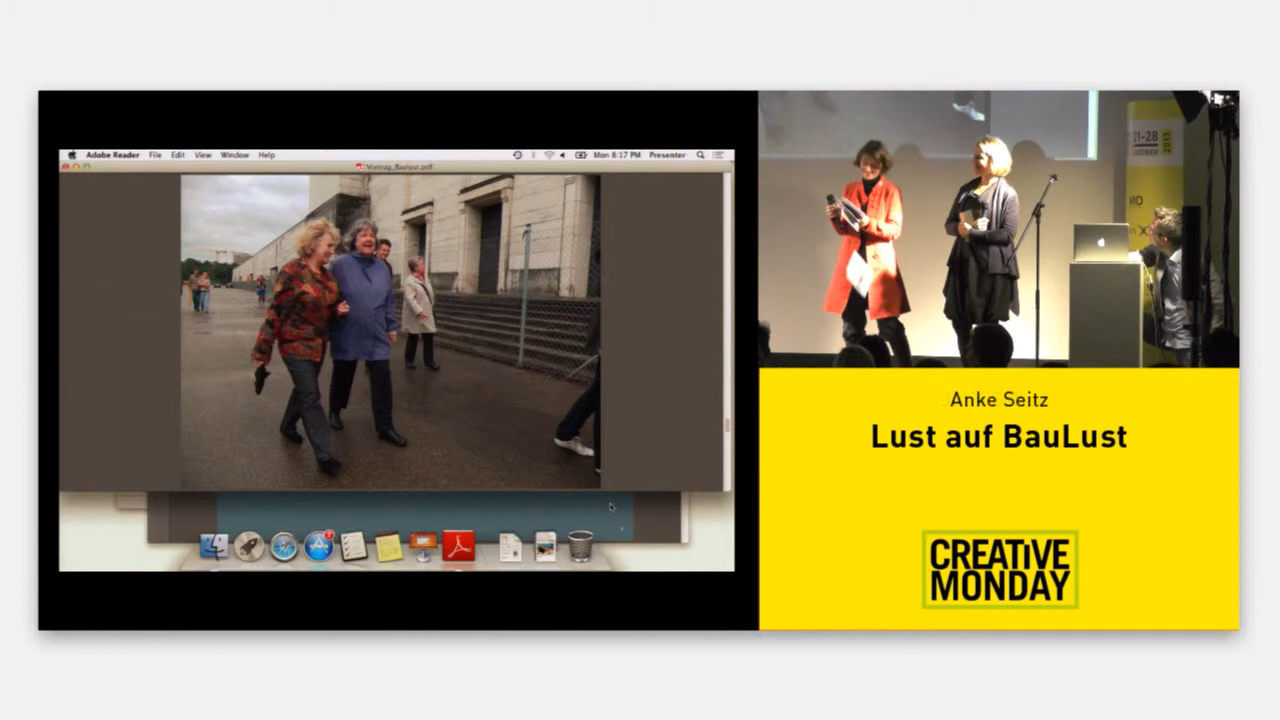 Adobe Reader File Edit View Window Help Mon 8:17 PM Presenter
Vortrag_Baulust.pdf
21-28
2013
Anke Seitz
Lust auf BauLust
CREATIVE
MONDAY